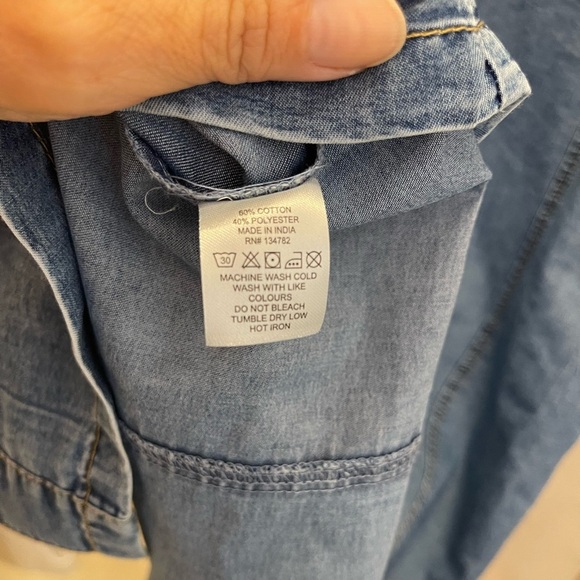 60% COTTON
40% POLYESTER
MADE IN INDIA
RN# 134782
30
MACHINE WASH COLD
WASH WITH LIKE
COLOURS
DO NOT BLEACH
TUMBLE DRY LOW
HOT IRON